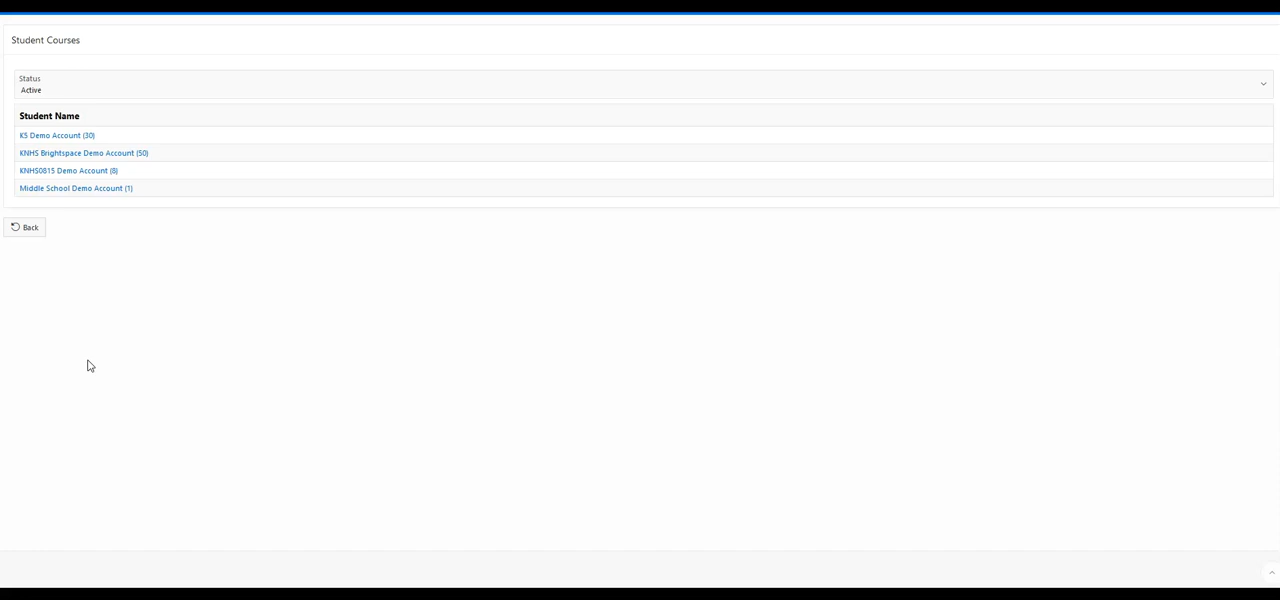 Student Courses
Status
Active
Student Name
K5 Demo Account (30)
KNHS Brightspace Demo Account (50)
KNHS0815 Demo Account (8)
Middle School Demo Account (1)
Back